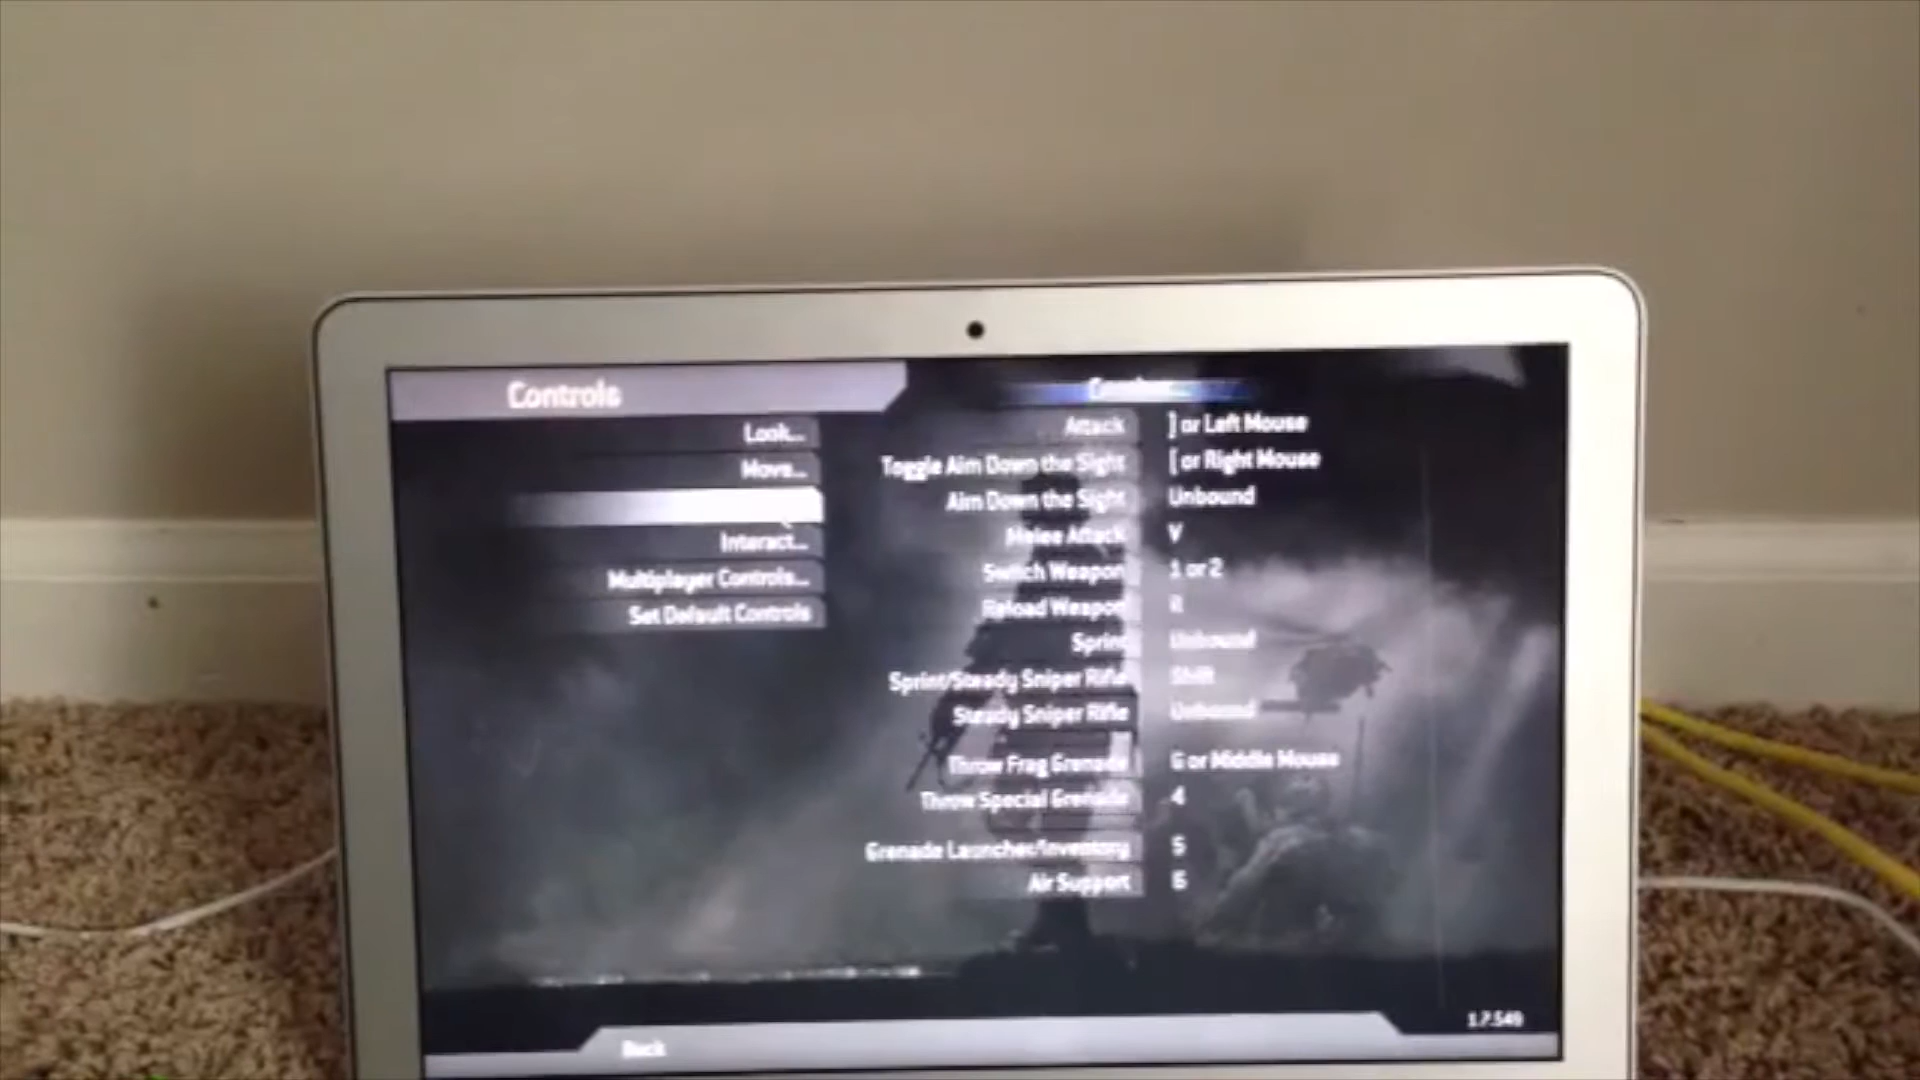 Controls
Look...
Move...
Interact...
Multiplayer Controls...
Set Default Controls
Attack ] or Left Mouse
Toggle Aim Down the Sight [ or Right Mouse
Aim Down the Sight Unbound
Melee Attack V
Switch Weapon 1 or 2
Reload Weapon R
Sprint Unbound
Sprint/Steady Sniper Rifle Shift
Steady Sniper Rifle Unbound
Throw Frag Grenade G or Middle Mouse
Throw Special Grenade 4
Grenade Launcher/Inventory 5
Air Support 6
1.7.549
Back